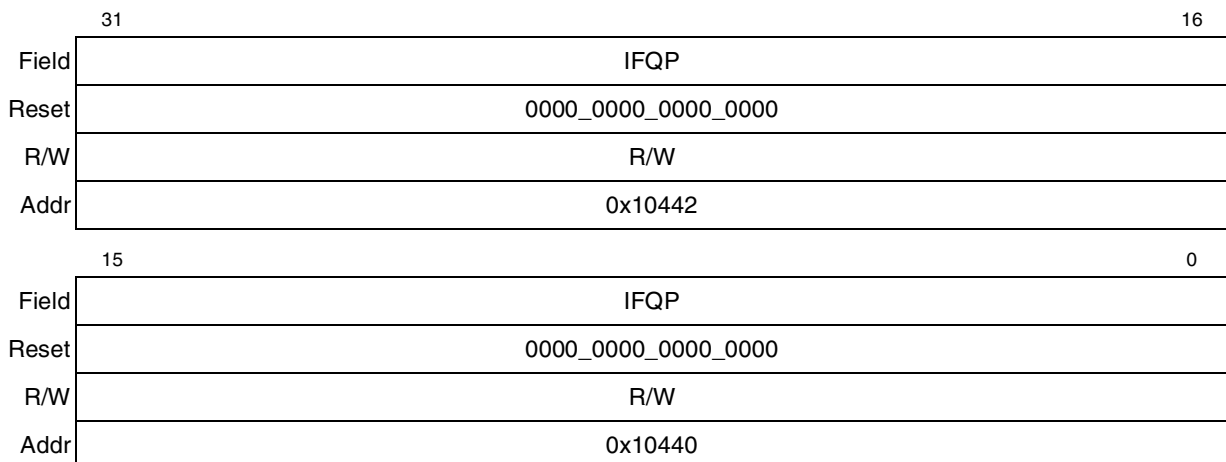 31 16
Field IFQP
Reset 0000_0000_0000_0000
R/W R/W
Addr 0x10442
15 0
Field IFQP
Reset 0000_0000_0000_0000
R/W R/W
Addr 0x10440